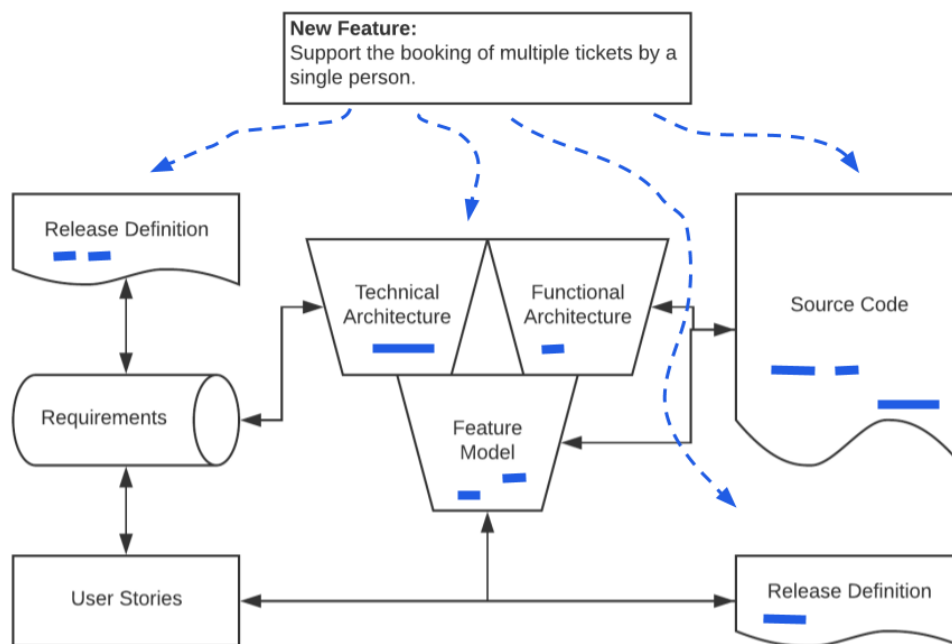 New Feature:
Support the booking of multiple tickets by a
single person.
Release Definition
Technical
Architecture
Functional
Architecture
Source Code
Requirements
Feature
Model
User Stories
Release Definition